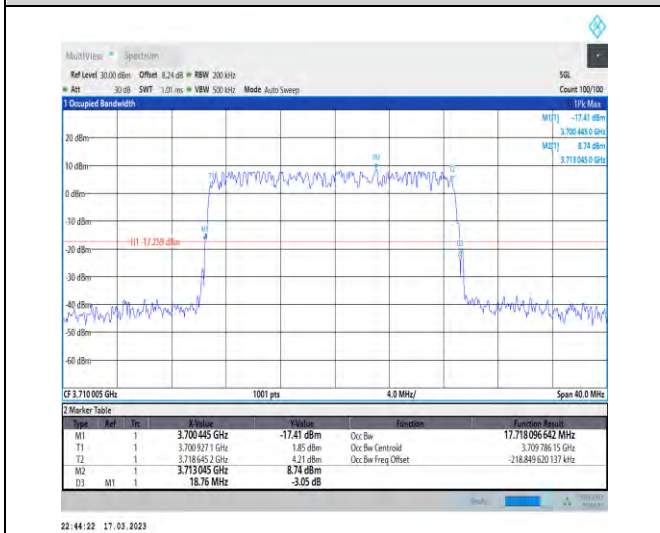 MultiView Spectrum
Ref Level 30.00 dBm Offset 8.24 dB RBW 200 kHz SGL
Att 30 dB SWT 1.01 ms VBW 500 kHz Mode Auto Sweep Count 100/100
1 Occupied Bandwidth 1Pk Max
M1[1] -17.41 dBm
3.700 445 0 GHz
M2[1] 8.74 dBm
3.713 045 0 GHz
20 dBm
M2
10 dBm
T1
T2
0 dBm
-10 dBm
M1
H1 -17.259 dBm
D3
-20 dBm
-30 dBm
-40 dBm
-50 dBm
-60 dBm
CF 3.710 005 GHz 1001 pts 4.0 MHz/ Span 40.0 MHz
2 Marker Table
Type Ref Trc X-Value Y-Value Function Function Result
M1 1 3.700 445 GHz -17.41 dBm Occ Bw 17.718 096 642 MHz
T1 1 3.700 927 1 GHz 1.85 dBm Occ Bw Centroid 3.709 786 15 GHz
T2 1 3.718 645 2 GHz 4.21 dBm Occ Bw Freq Offset -218.849 620 137 kHz
M2 1 3.713 045 GHz 8.74 dBm
D3 M1 1 18.76 MHz -3.05 dB
22:44:22 17.03.2023